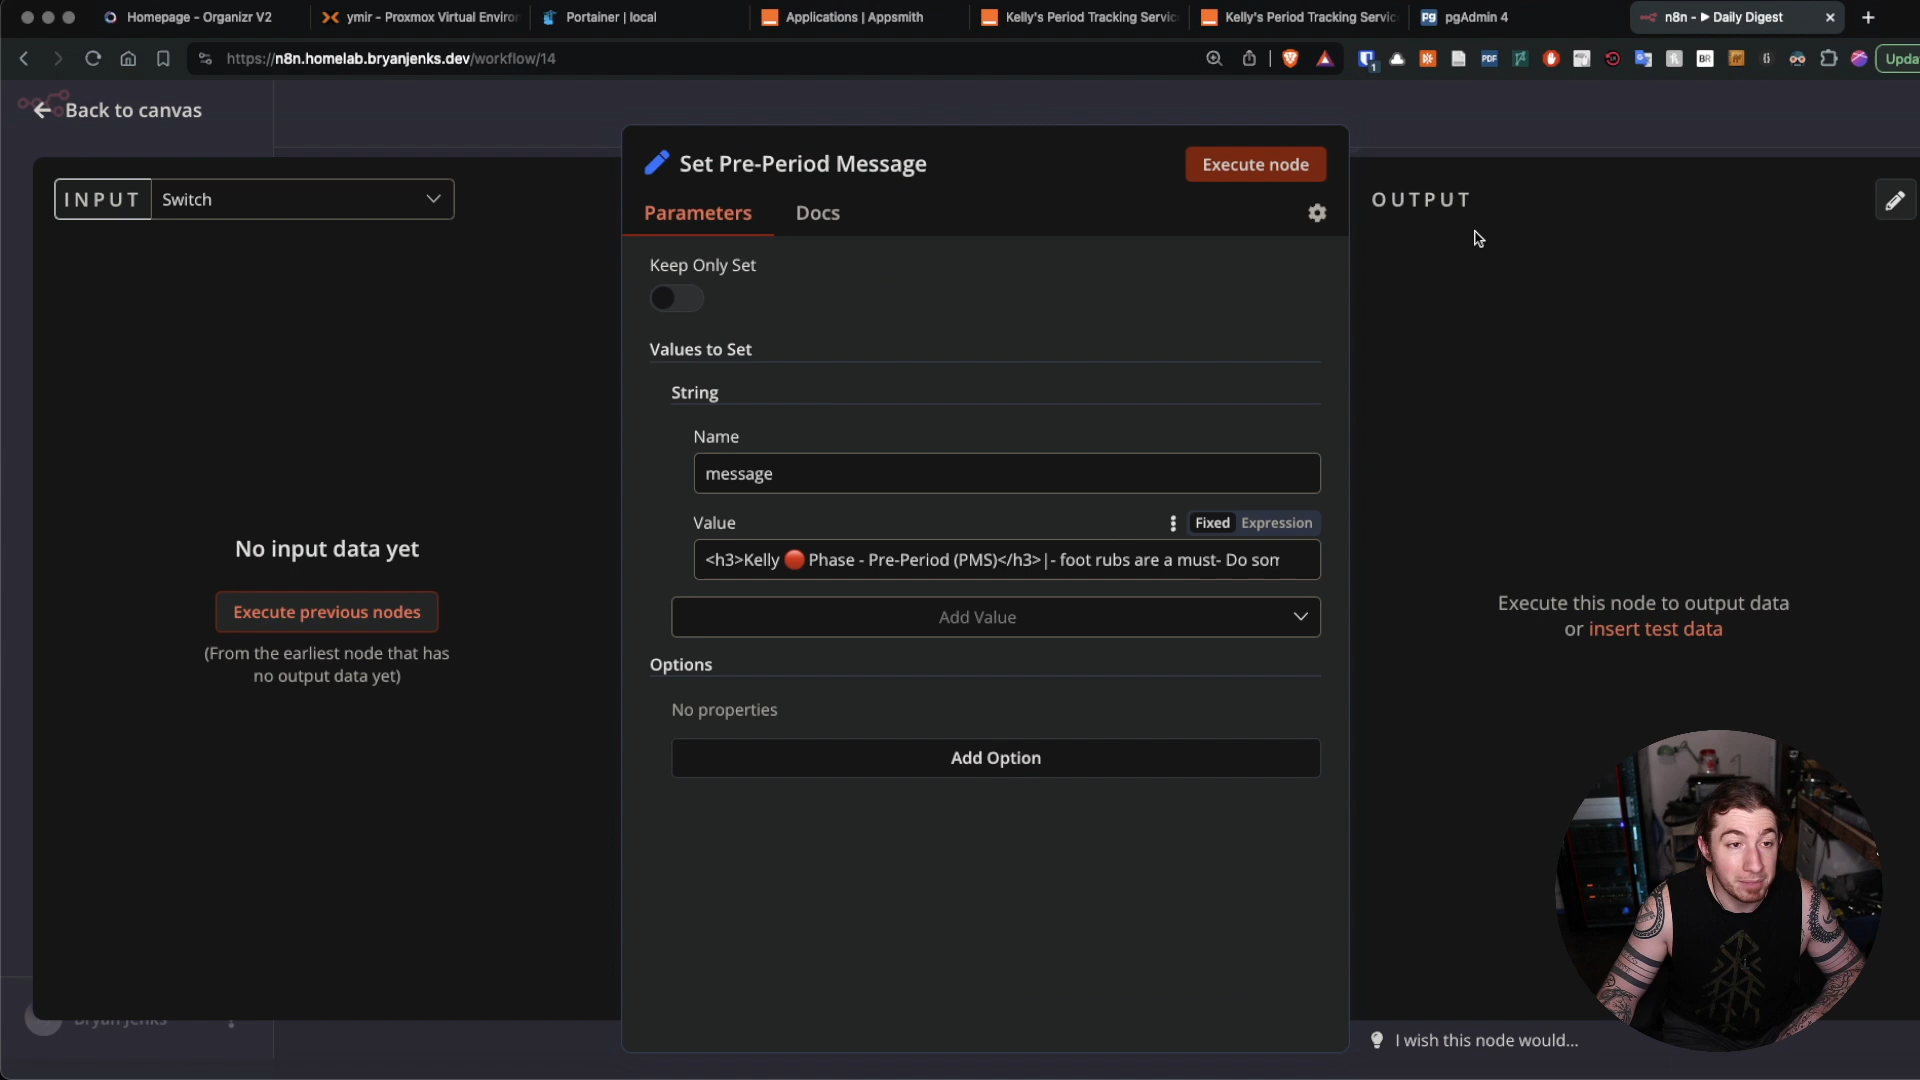 Homepage - Organizr V2
ymir - Proxmox Virtual Enviro
Portainer | local
Applications | Appsmith
Kelly's Period Tracking Servic
Kelly's Period Tracking Servic
pgAdmin 4
n8n - ▶ Daily Digest
https://n8n.homelab.bryanjenks.dev/workflow/14
Upda
Back to canvas
INPUT Switch
Set Pre-Period Message
Execute node
OUTPUT
Parameters
Docs
Keep Only Set
Values to Set
String
Name
message
Value
Fixed
Expression
<h3>Kelly 🔴 Phase - Pre-Period (PMS)</h3>|- foot rubs are a must- Do som
No input data yet
Execute previous nodes
(From the earliest node that has
no output data yet)
Add Value
Options
No properties
Add Option
Execute this node to output data
or insert test data
Bryan Jenks
I wish this node would...